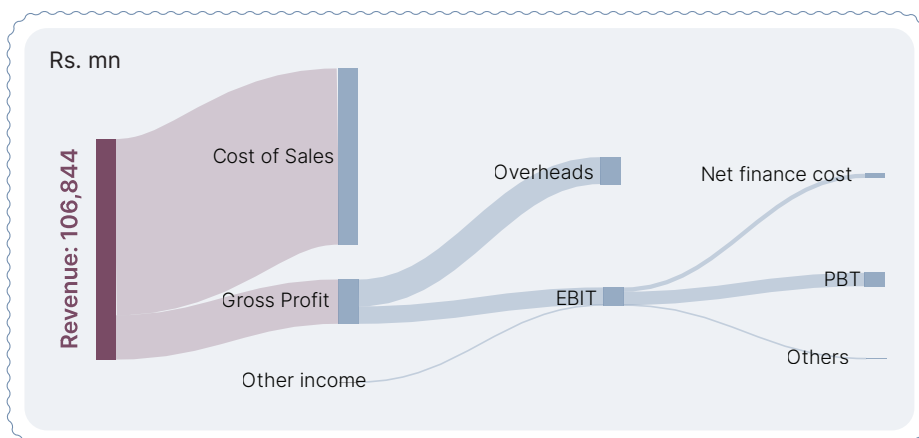 Rs. mn
Revenue: 106,844
Cost of Sales
Gross Profit
Other income
Overheads
EBIT
Net finance cost
PBT
Others